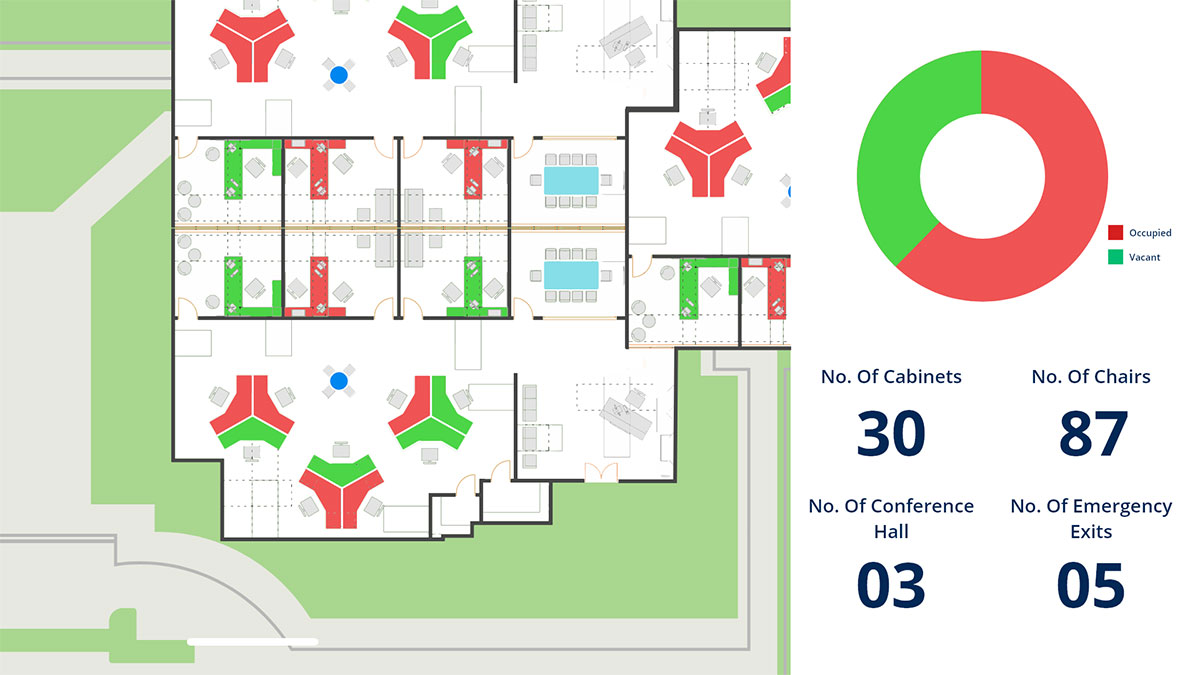 Occupied
Vacant
No. Of Cabinets
30
No. Of Chairs
87
No. Of Conference
Hall
03
No. Of Emergency
Exits
05